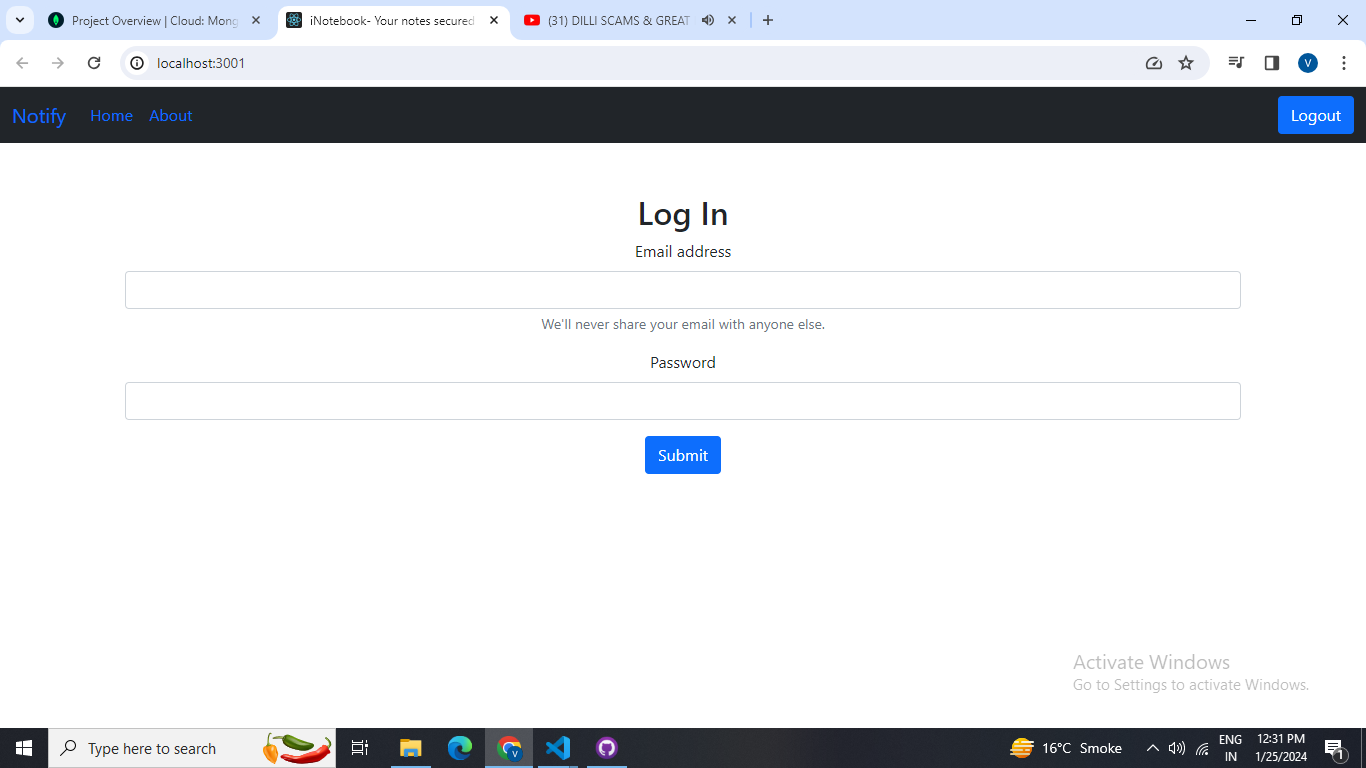 Project Overview | Cloud: Mong
iNotebook- Your notes secured
(31) DILLI SCAMS & GREAT
localhost:3001
V
Notify Home About Logout
Log In
Email address
We'll never share your email with anyone else.
Password
Submit
Activate Windows
Go to Settings to activate Windows.
Type here to search
V
16°C Smoke
ENG
IN
12:31 PM
1/25/2024
1